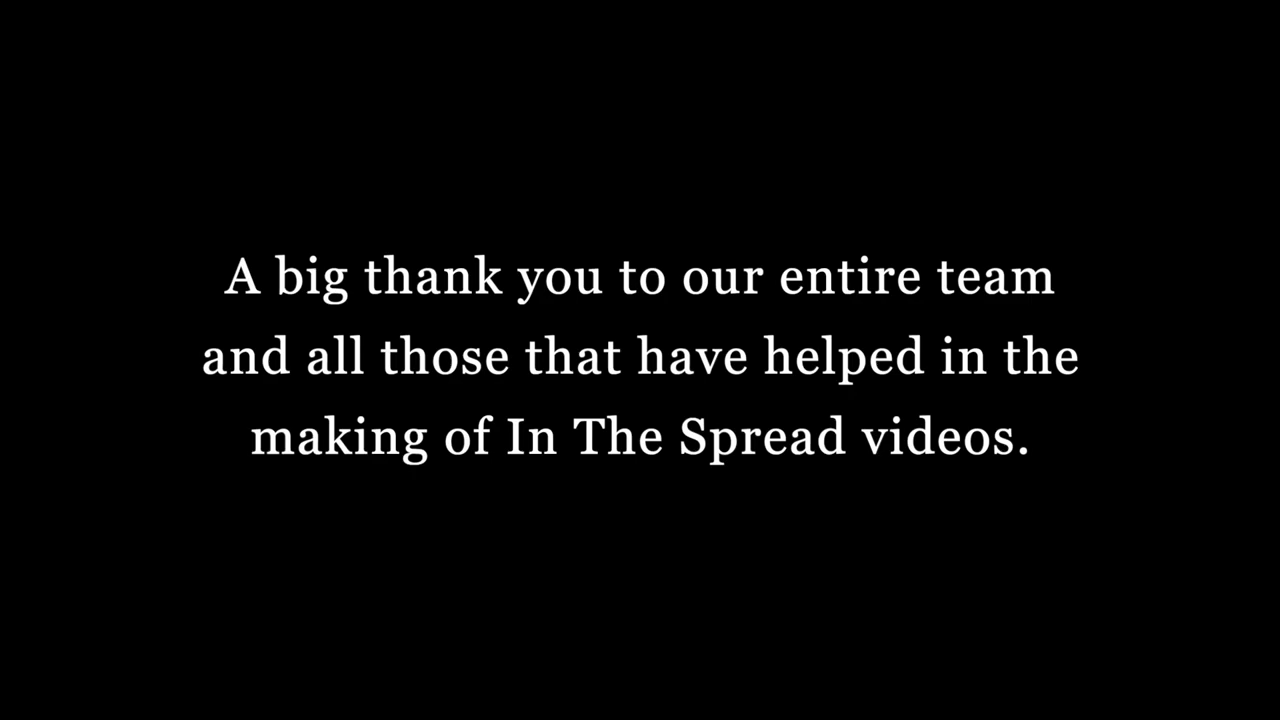 A big thank you to our entire team
and all those that have helped in the
making of In The Spread videos.